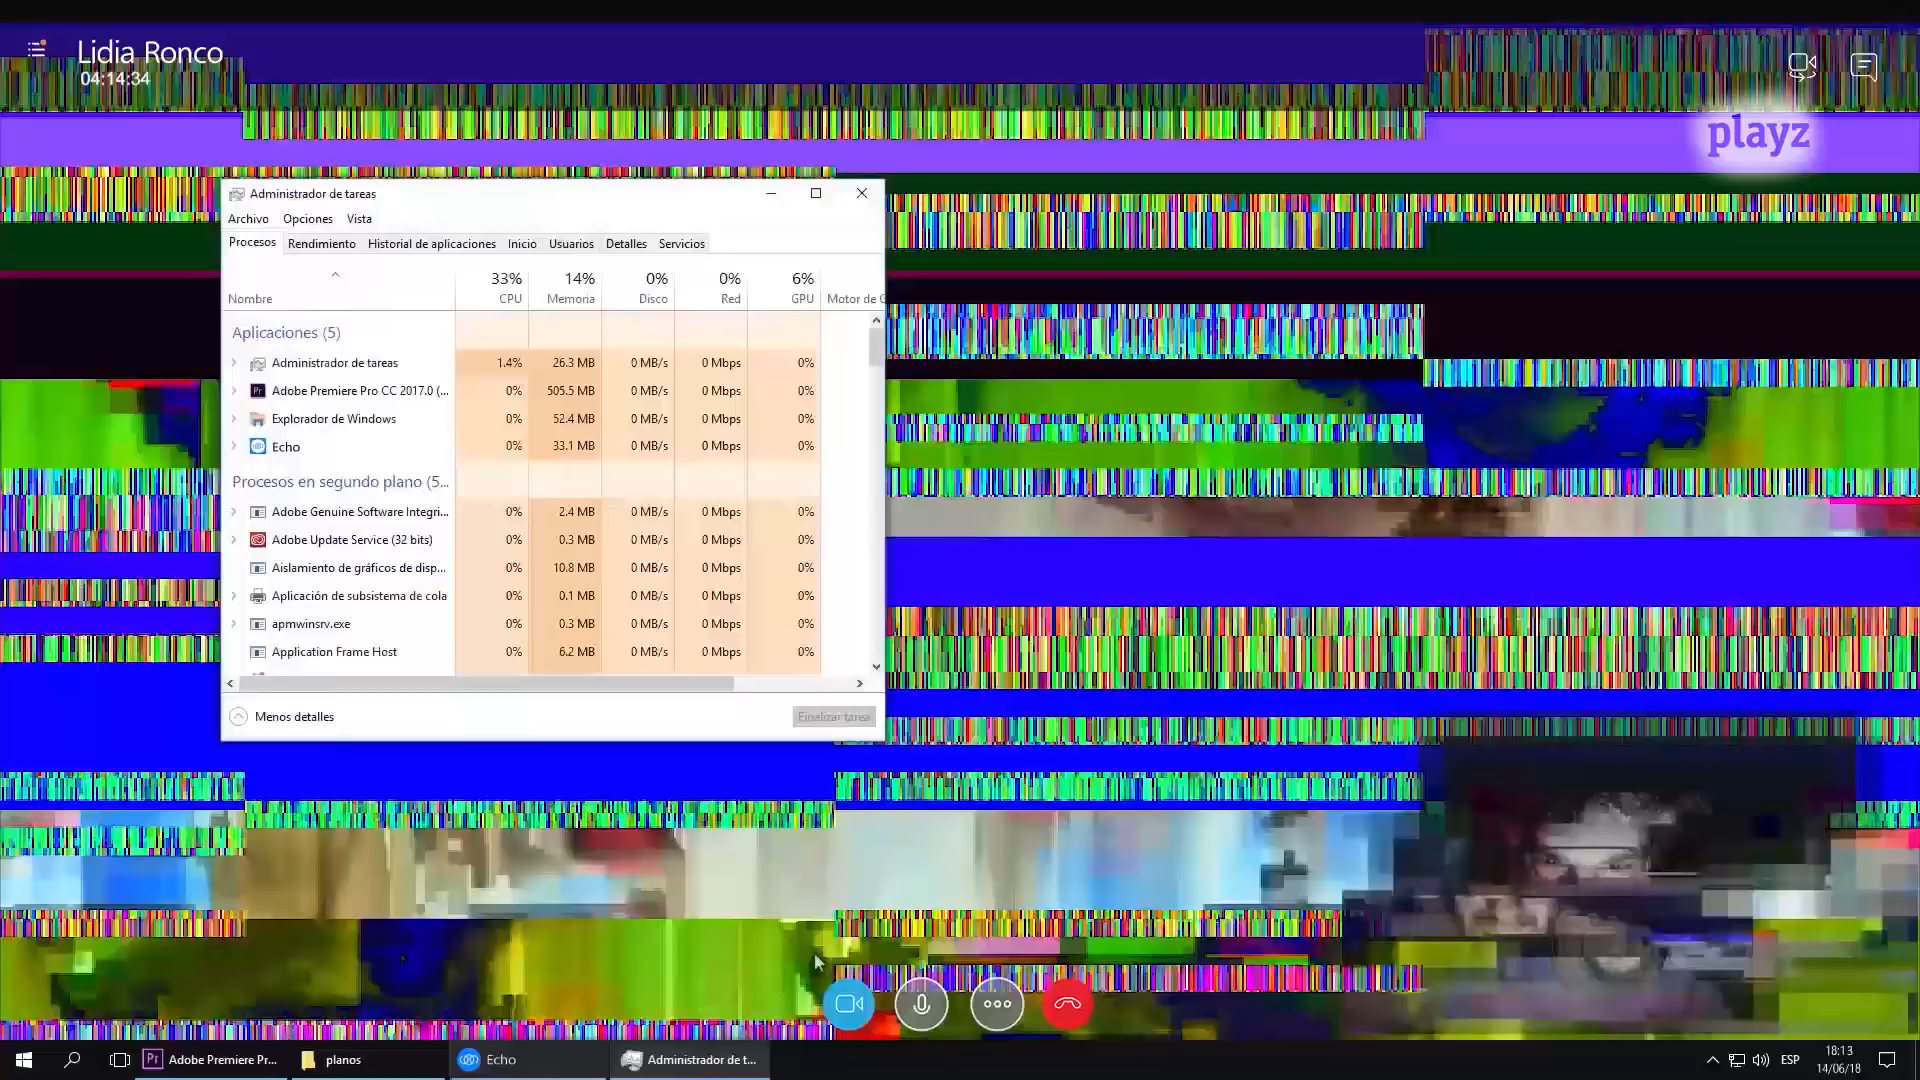 Lidia Ronco
04:14:34
playz
Administrador de tareas
Archivo Opciones Vista
Procesos Rendimiento Historial de aplicaciones Inicio Usuarios Detalles Servicios
33% 14% 0% 0% 6%
Nombre CPU Memoria Disco Red GPU Motor de G
Aplicaciones (5)
Administrador de tareas 1.4% 26.3 MB 0 MB/s 0 Mbps 0%
Adobe Premiere Pro CC 2017.0 (... 0% 505.5 MB 0 MB/s 0 Mbps 0%
Explorador de Windows 0% 52.4 MB 0 MB/s 0 Mbps 0%
Echo 0% 33.1 MB 0 MB/s 0 Mbps 0%
Procesos en segundo plano (5...
Adobe Genuine Software Integri... 0% 2.4 MB 0 MB/s 0 Mbps 0%
Adobe Update Service (32 bits) 0% 0.3 MB 0 MB/s 0 Mbps 0%
Aislamiento de gráficos de disp... 0% 10.8 MB 0 MB/s 0 Mbps 0%
Aplicación de subsistema de cola 0% 0.1 MB 0 MB/s 0 Mbps 0%
apmwinsrv.exe 0% 0.3 MB 0 MB/s 0 Mbps 0%
Application Frame Host 0% 6.2 MB 0 MB/s 0 Mbps 0%
Menos detalles Finalizar tarea
Pr Adobe Premiere Pr... planos Echo Administrador de t... ESP 18:13
14/06/18